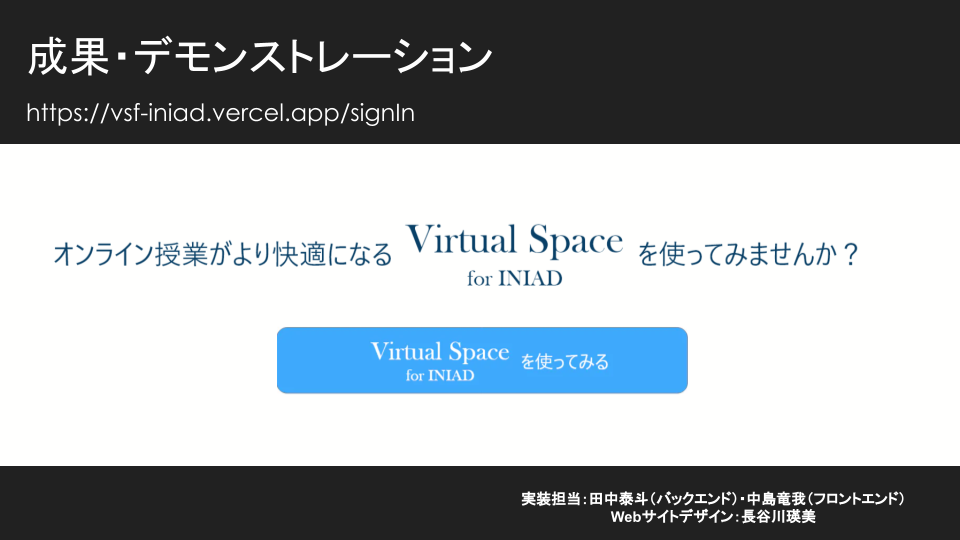 成果・デモンストレーション
https://vsf-iniad.vercel.app/signIn
オンライン授業がより快適になる Virtual Space for INIAD を使ってみませんか？
Virtual Space for INIAD を使ってみる
実装担当：田中泰斗（バックエンド）・中島竜我（フロントエンド）
Webサイトデザイン：長谷川瑛美